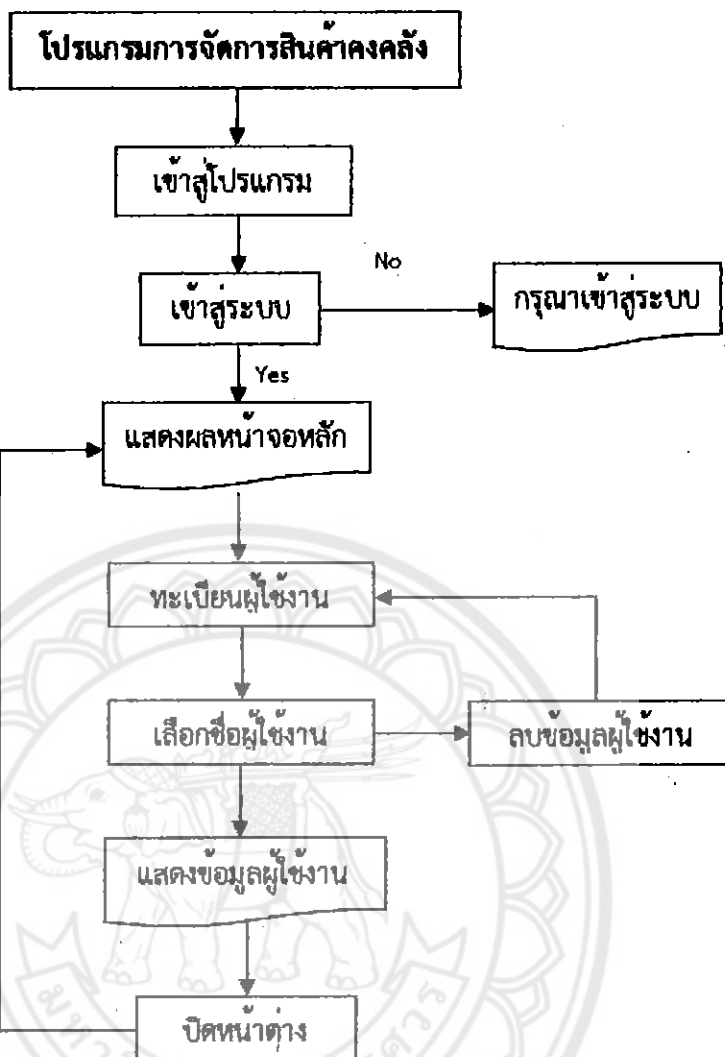 โปรแกรมการจัดการสินค้าคงคลัง
เข้าสู่โปรแกรม
เข้าสู่ระบบ
No
กรุณาเข้าสู่ระบบ
Yes
แสดงผลหน้าจอหลัก
ทะเบียนผู้ใช้งาน
เลือกชื่อผู้ใช้งาน
ลบข้อมูลผู้ใช้งาน
แสดงข้อมูลผู้ใช้งาน
ปิดหน้าต่าง